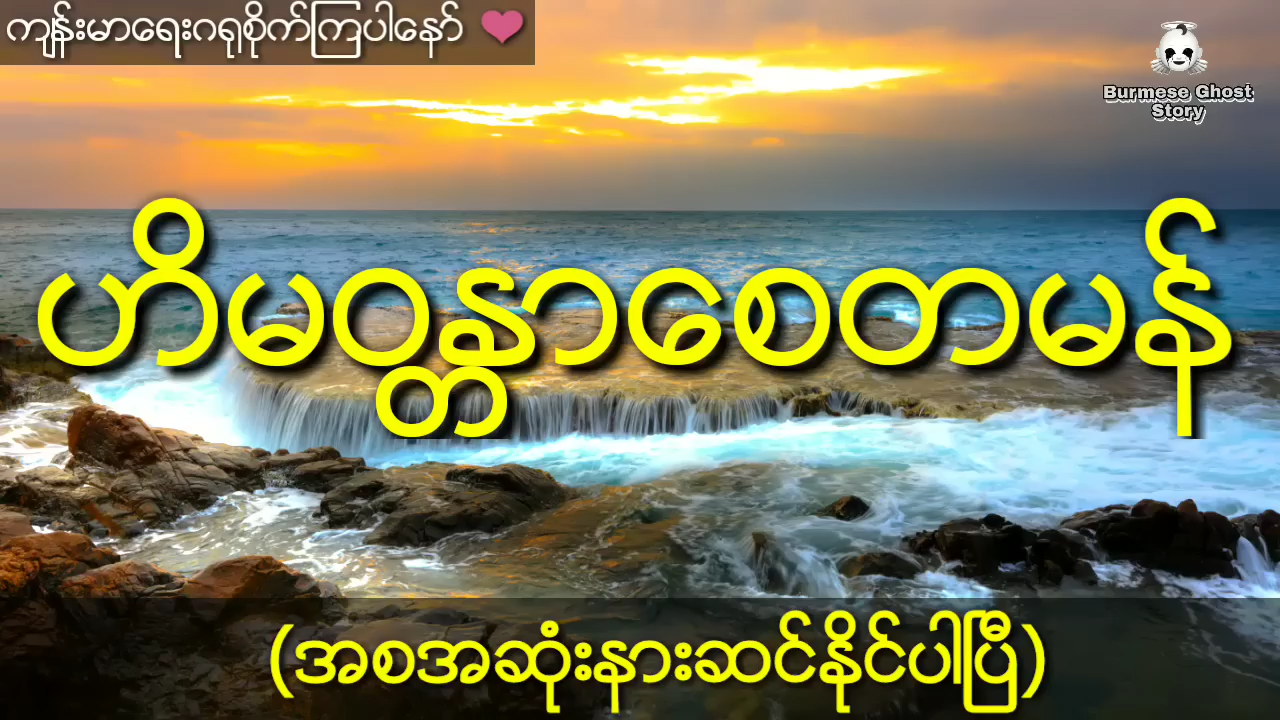 ကျန်းမာရေးဂရုစိုက်ကြပါနော် ❤
Burmese Ghost
Story
ဟိမဝန္တာစေတမန်
(အစအဆုံးနားဆင်နိုင်ပါပြီ)